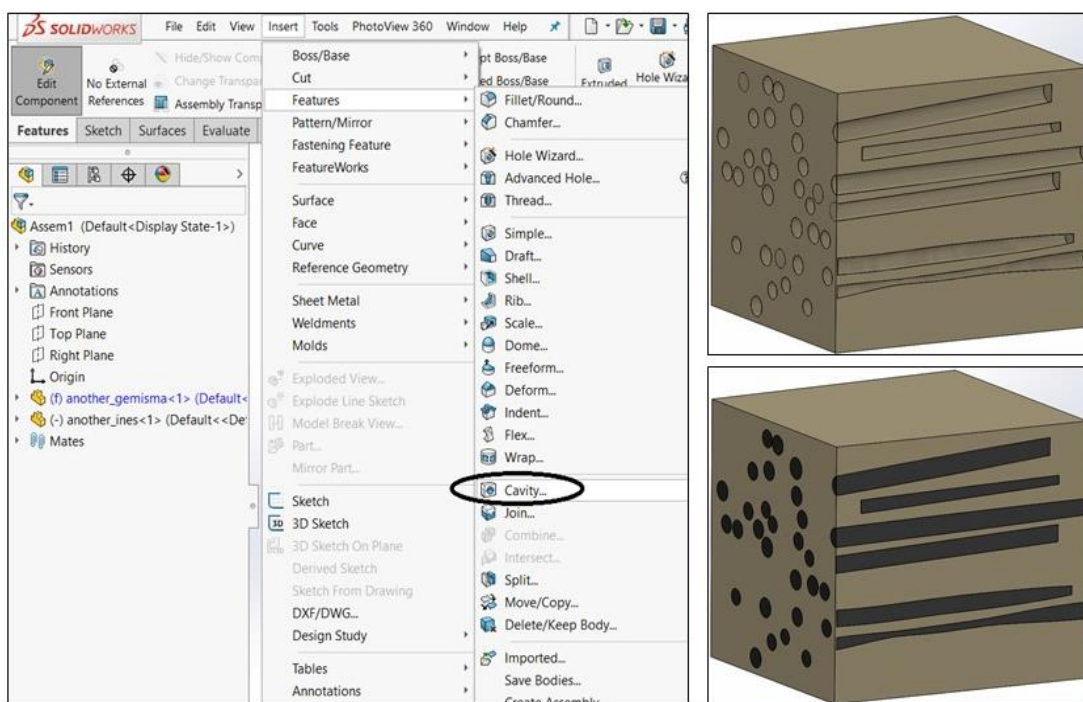 SOLIDWORKS File Edit View Insert Tools PhotoView 360 Window Help
Edit Component
No External References
Hide/Show Com
Change Transpa
Assembly Transp
pt Boss/Base
ed Boss/Base
Extruded
Hole Wiza
Features Sketch Surfaces Evaluate
Assem1 (Default<Display State-1>)
History
Sensors
Annotations
Front Plane
Top Plane
Right Plane
Origin
(f) another_gemisma<1> (Default<
(-) another_ines<1> (Default<<De
Mates
Boss/Base
Cut
Features
Pattern/Mirror
Fastening Feature
FeatureWorks
Surface
Face
Curve
Reference Geometry
Sheet Metal
Weldments
Molds
Exploded View...
Explode Line Sketch
Model Break View...
Part...
Mirror Part...
Sketch
3D Sketch
3D Sketch On Plane
Derived Sketch
Sketch From Drawing
DXF/DWG...
Design Study
Tables
Annotations
Fillet/Round...
Chamfer...
Hole Wizard...
Advanced Hole...
Thread...
Simple...
Draft...
Shell...
Rib...
Scale...
Dome...
Freeform...
Deform...
Indent...
Flex...
Wrap...
Cavity...
Join...
Combine...
Intersect...
Split...
Move/Copy...
Delete/Keep Body...
Imported...
Save Bodies...
Create Assembly